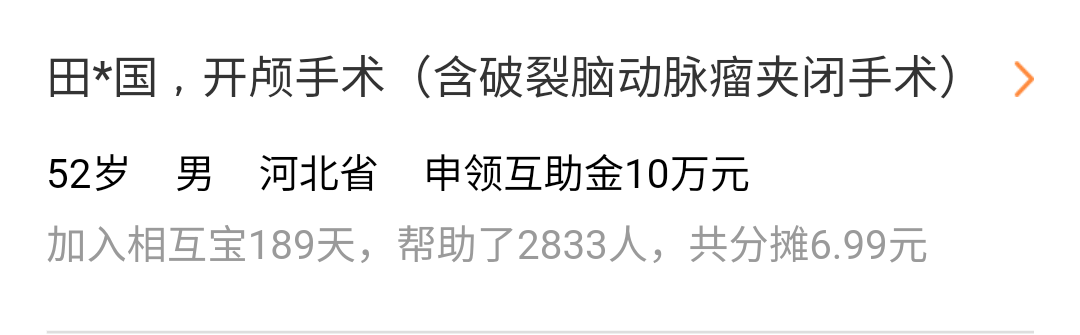 田*国，开颅手术（含破裂脑动脉瘤夹闭手术）
52岁 男 河北省 申领互助金10万元
加入相互宝189天，帮助了2833人，共分摊6.99元